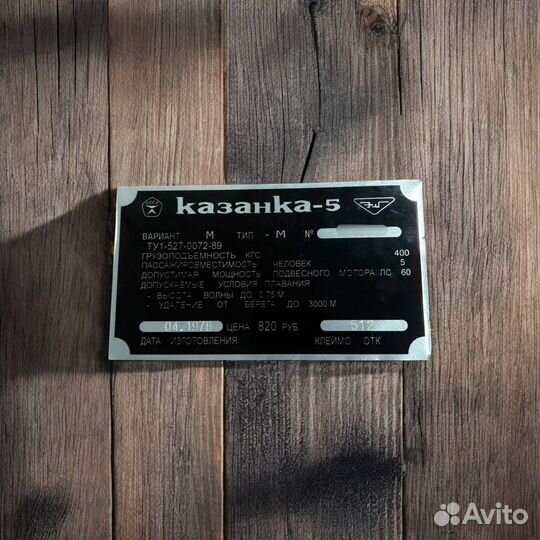 Казанка-5
ВАРИАНТ М ТИП -М №
ТУ1-527-0072-89
ГРУЗОПОДЪЕМНОСТЬ КГС 400
ПАССАЖИРОВМЕСТИМОСТЬ ЧЕЛОВЕК 5
ДОПУСТИМАЯ МОЩНОСТЬ ПОДВЕСНОГО МОТОРА ЛС 60
ДОПУСКАЕМЫЕ УСЛОВИЯ ПЛАВАНИЯ
- ВЫСОТА ВОЛНЫ ДО 0.75 М
- УДАЛЕНИЕ ОТ БЕРЕГА ДО 3000 М
04.1978 ЦЕНА 820 РУБ. 512
ДАТА ИЗГОТОВЛЕНИЯ КЛЕЙМО ОТК
Avito